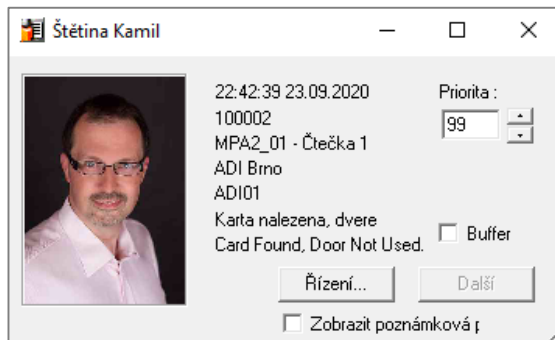 Štětina Kamil
22:42:39 23.09.2020
Priorita :
100002
99
MPA2_01 - Čtečka 1
ADI Brno
ADI01
Karta nalezena, dvere
Card Found, Door Not Used.
Buffer
Řízení...
Další
Zobrazit poznámková p